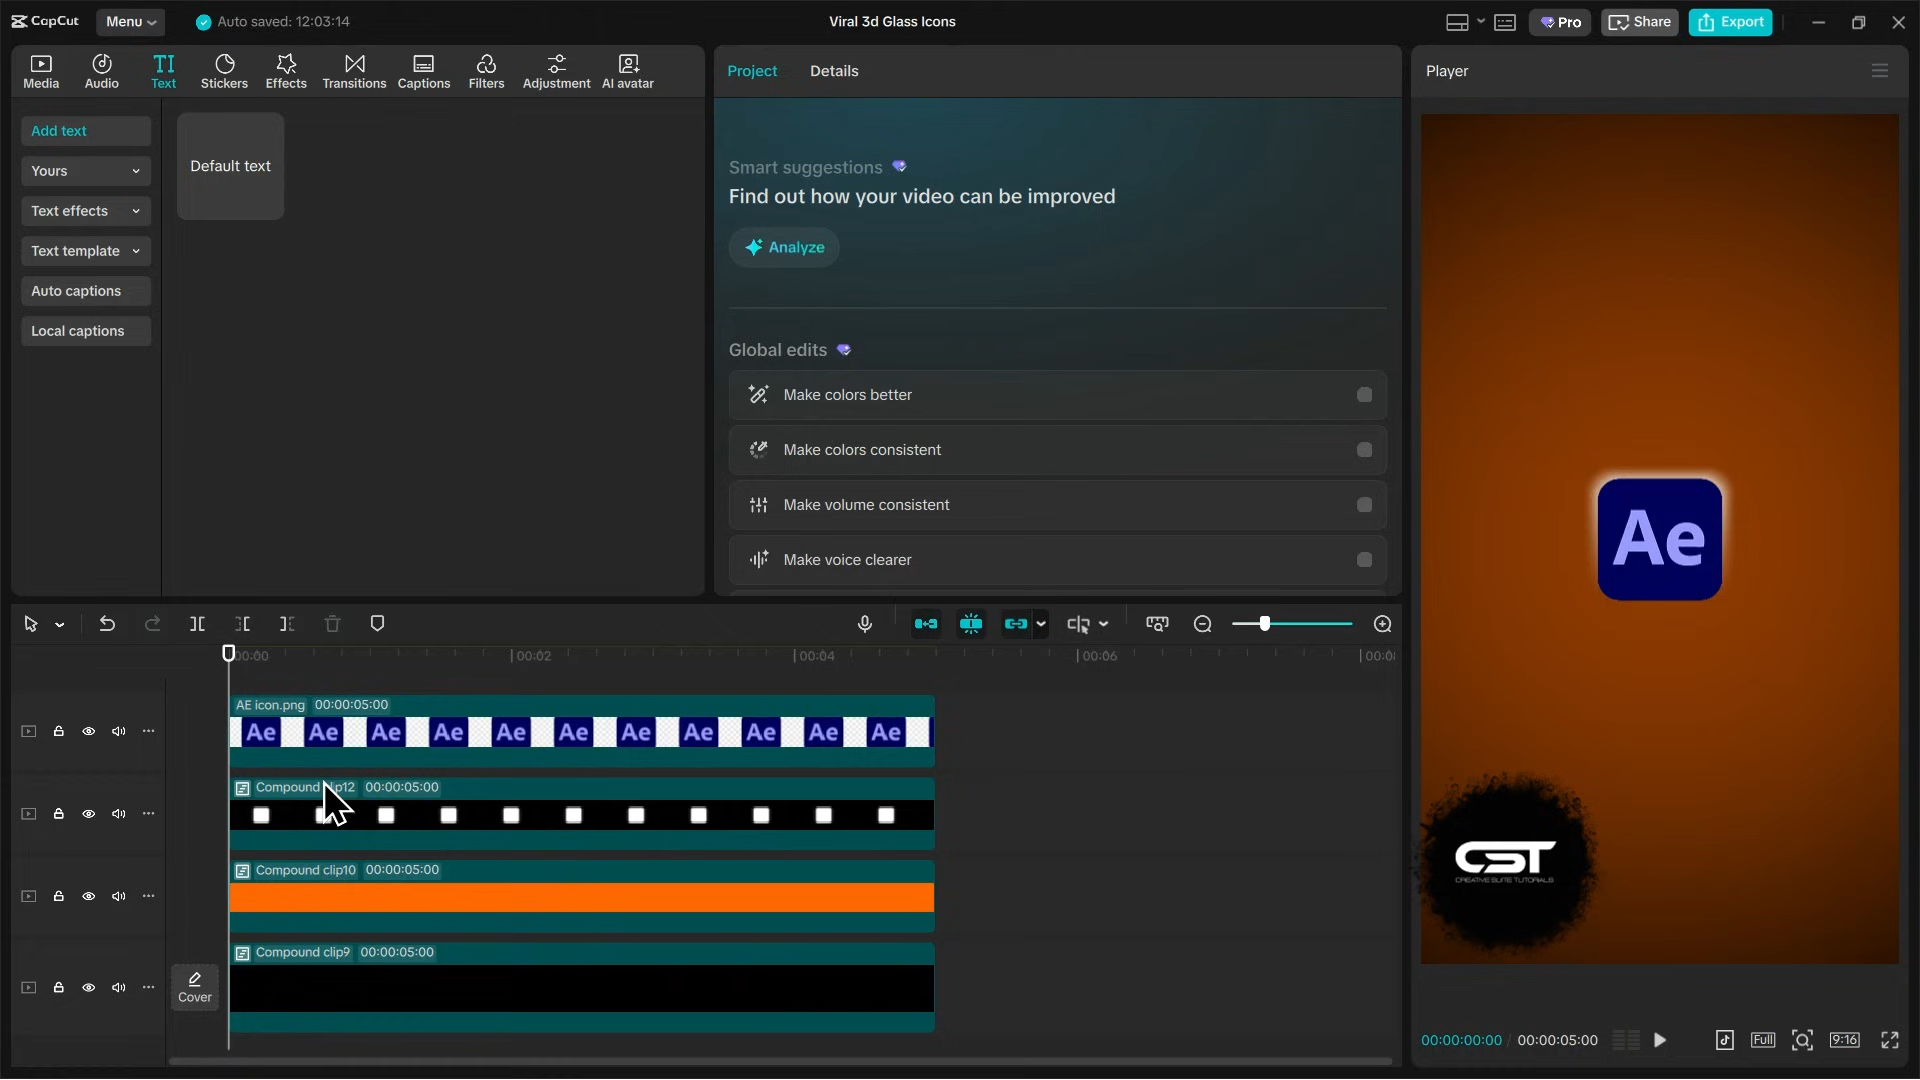 CapCut
Menu
Auto saved: 12:03:14
Viral 3d Glass Icons
Pro
Share
Export
Media
Audio
TI
Text
Stickers
Effects
Transitions
Captions
Filters
Adjustment
AI avatar
Add text
Yours
Text effects
Text template
Auto captions
Local captions
Default text
Project
Details
Smart suggestions
Find out how your video can be improved
Analyze
Global edits
Make colors better
Make colors consistent
Make volume consistent
Make voice clearer
Player
Ae
CST
CREATIVE SUITE TUTORIALS
00:00
00:02
00:04
00:06
AE icon.png 00:00:05:00
Ae Ae Ae Ae Ae Ae Ae Ae Ae Ae Ae
Compound 00:00:05:00
Compound clip10 00:00:05:00
Compound clip9 00:00:05:00
Cover
00:00:00:00 / 00:00:05:00
Full
9:16